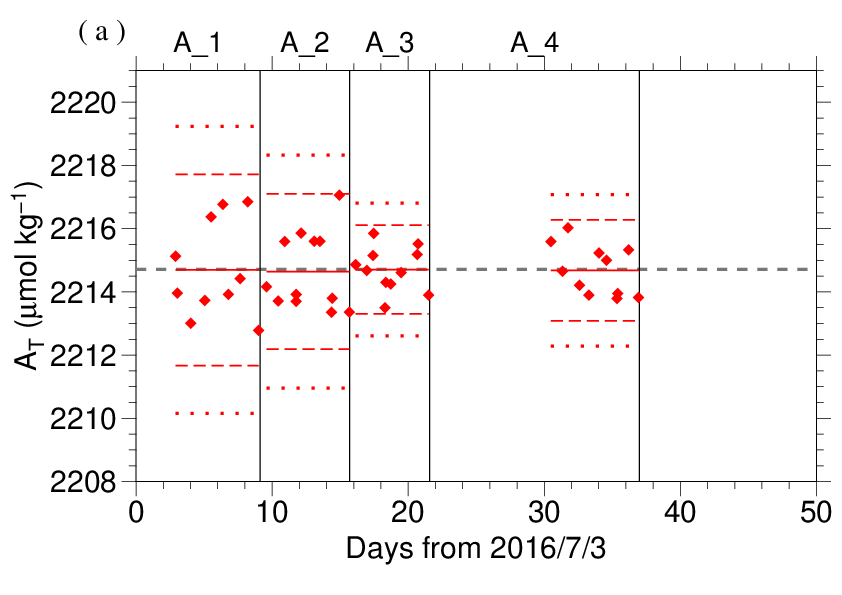 ( a )
A_1 A_2 A_3 A_4
2220
2218
2216
2214
2212
2210
2208
A_T (μmol kg⁻¹)
0 10 20 30 40 50
Days from 2016/7/3